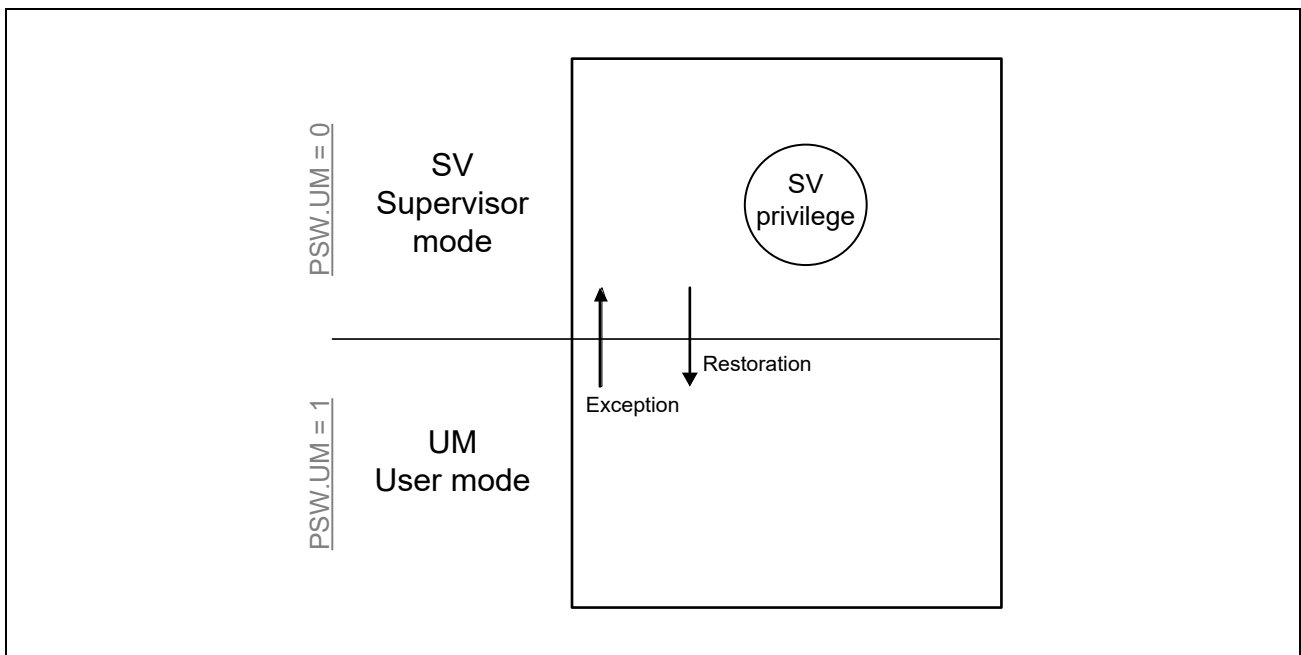 PSW.UM = 0
SV
Supervisor
mode
SV
privilege
Restoration
Exception
PSW.UM = 1
UM
User mode